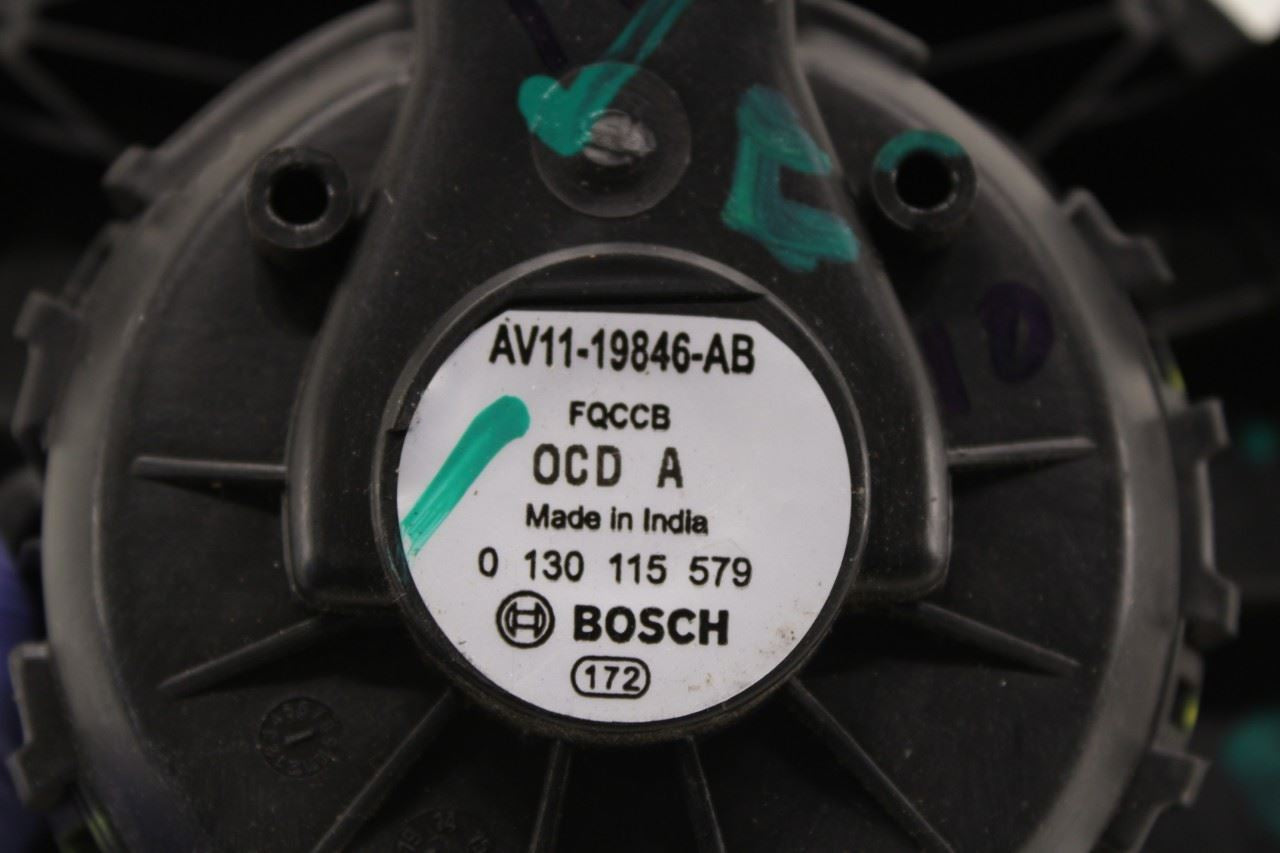 AV11-19846-AB
FQCCB
OCD A
Made in India
0 130 115 579
BOSCH
172